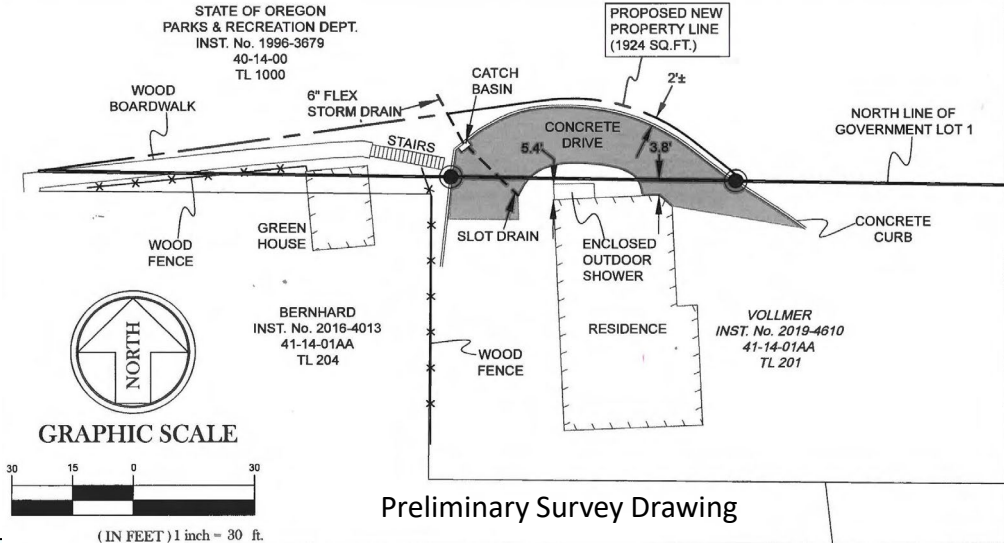 STATE OF OREGON
PARKS & RECREATION DEPT.
INST. No. 1996-3679
40-14-00
TL 1000
PROPOSED NEW
PROPERTY LINE
(1924 SQ.FT.)
2'±
WOOD
BOARDWALK
6" FLEX
STORM DRAIN
CATCH
BASIN
NORTH LINE OF
GOVERNMENT LOT 1
STAIRS
CONCRETE
DRIVE
5.4'
3.8'
WOOD
FENCE
GREEN
HOUSE
SLOT DRAIN
ENCLOSED
OUTDOOR
SHOWER
CONCRETE
CURB
BERNHARD
INST. No. 2016-4013
41-14-01AA
TL 204
RESIDENCE
VOLLMER
INST. No. 2019-4610
41-14-01AA
TL 201
WOOD
FENCE
NORTH
GRAPHIC SCALE
30 15 0 30
(IN FEET) 1 inch = 30 ft.
Preliminary Survey Drawing